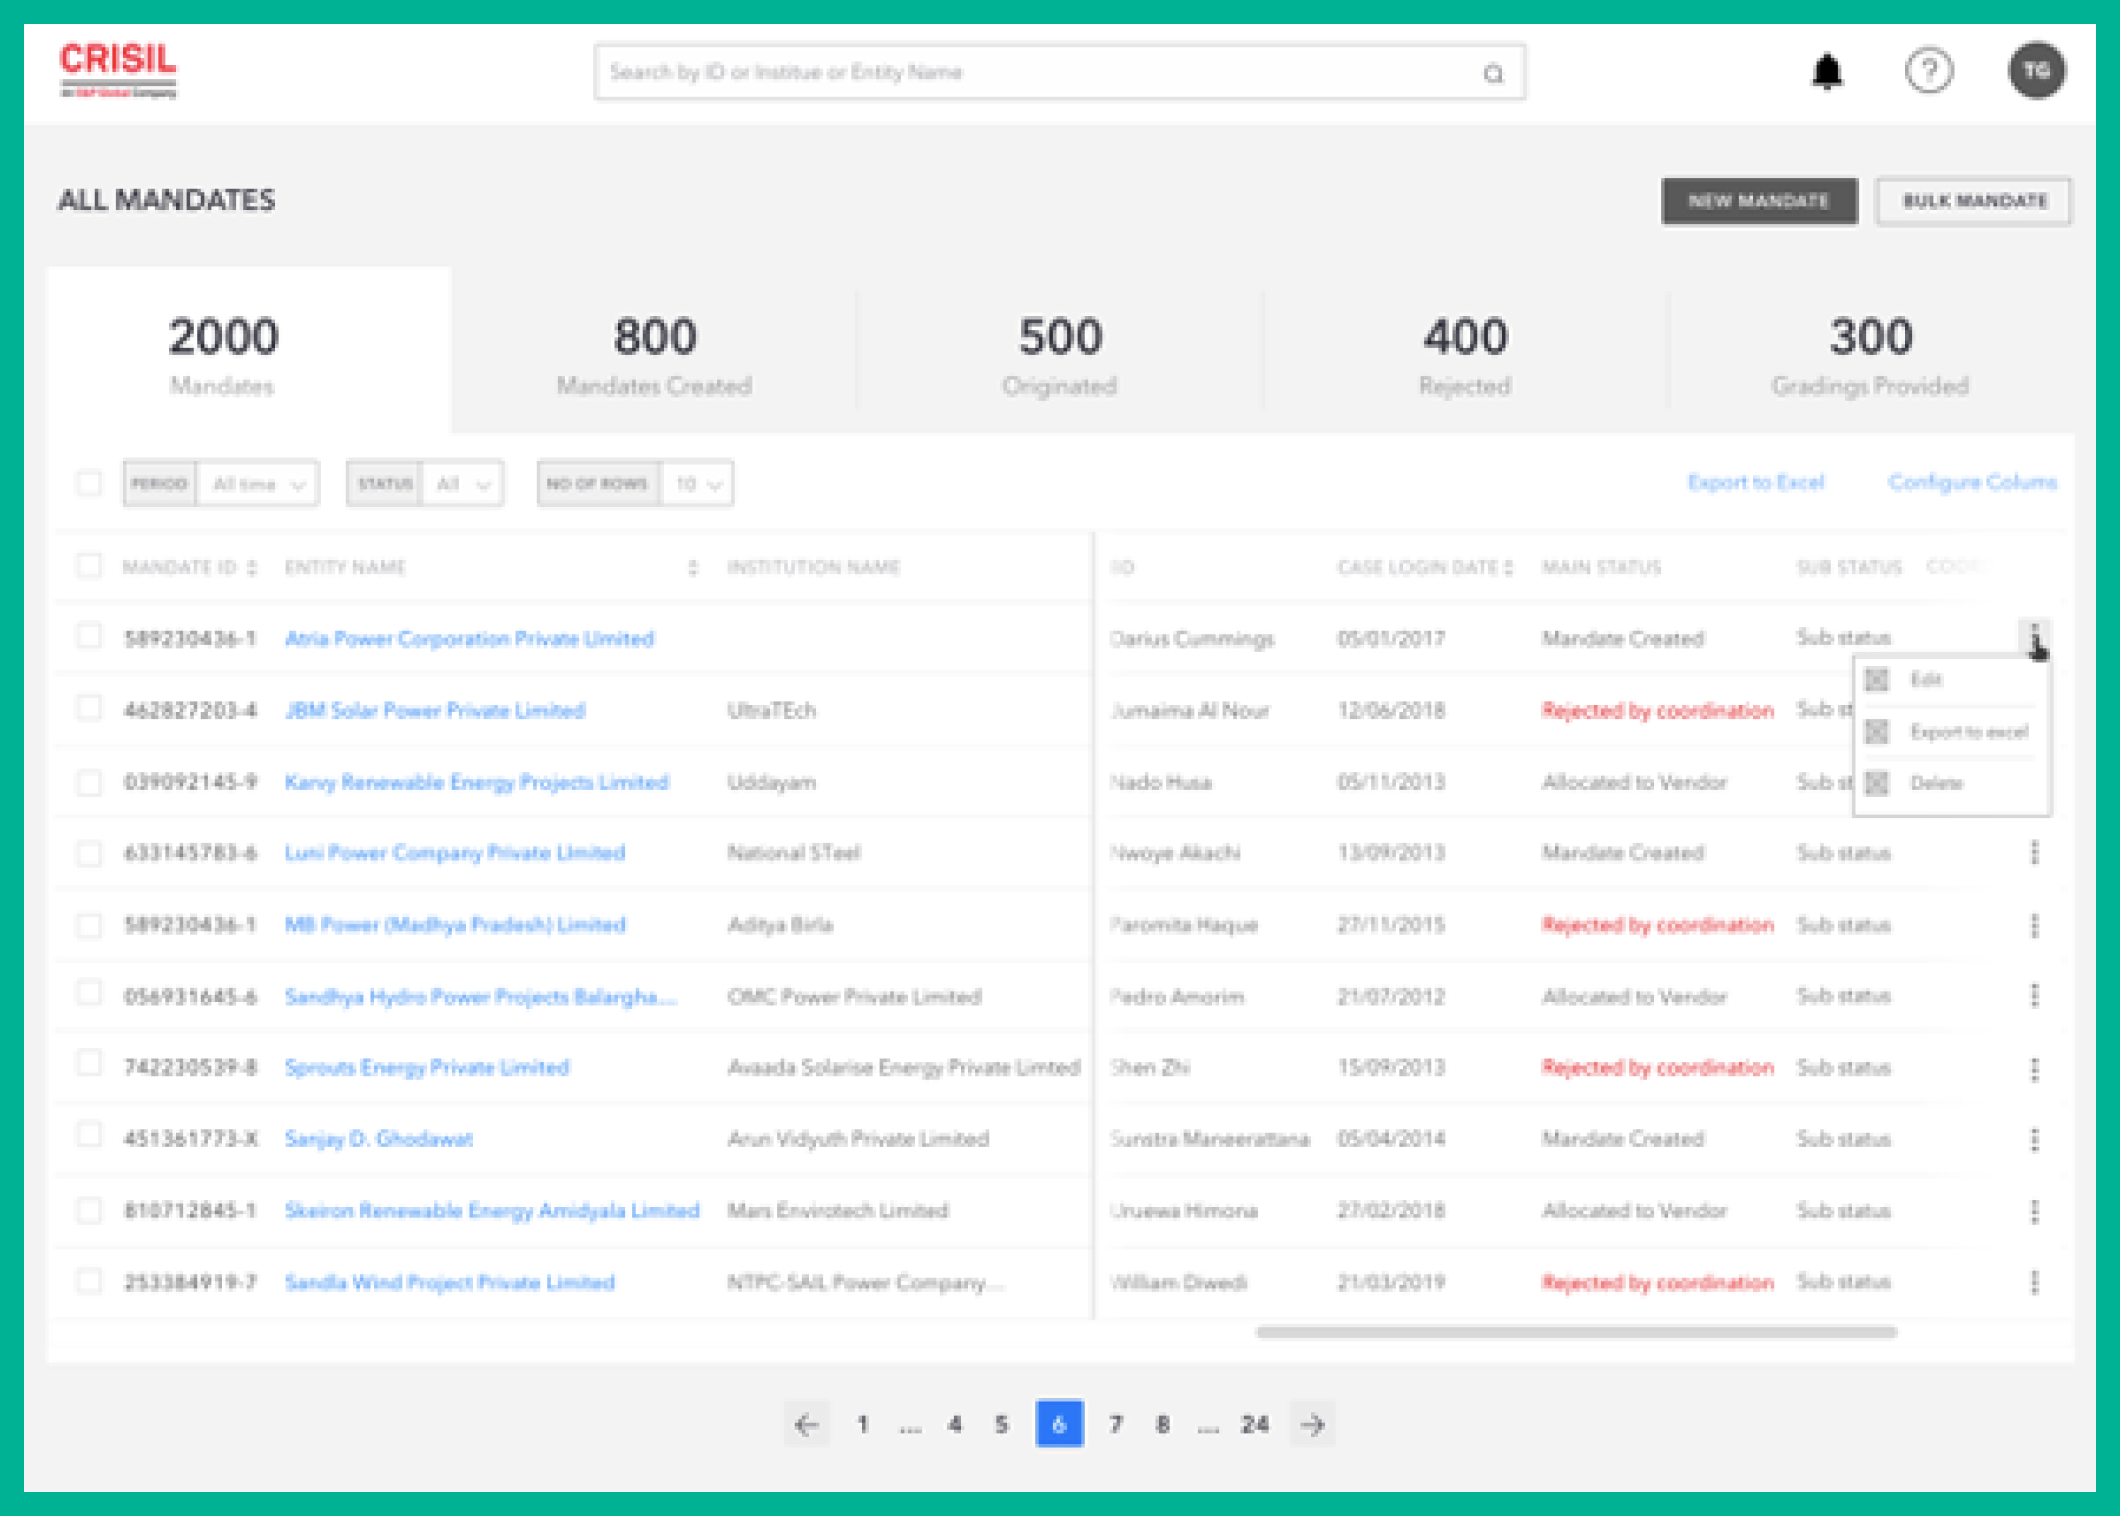 CRISIL
An S&P Global Company
Search by ID or Institue or Entity Name
?
TG
ALL MANDATES
NEW MANDATE
BULK MANDATE
2000
Mandates
800
Mandates Created
500
Originated
400
Rejected
300
Gradings Provided
PERIOD All time
STATUS All
NO OF ROWS 10
Export to Excel
Configure Colums
MANDATE ID ENTITY NAME INSTITUTION NAME CASE LOGIN DATE MAIN STATUS SUB STATUS
589230436-1 Atria Power Corporation Private Limited Darius Cummings 05/01/2017 Mandate Created Sub status
Edit
462827203-4 JBM Solar Power Private Limited UltraTEch Jumaima Al Nour 12/06/2018 Rejected by coordination Sub st
Export to excel
039092145-9 Karvy Renewable Energy Projects Limited Uddayam Nado Husa 05/11/2013 Allocated to Vendor Sub st
Delete
633145783-6 Luni Power Company Private Limited National STeel Nwoye Akachi 13/09/2013 Mandate Created Sub status
589230436-1 MB Power (Madhya Pradesh) Limited Aditya Birla Paromita Haque 27/11/2015 Rejected by coordination Sub status
056931645-6 Sandhya Hydro Power Projects Balargha... OMC Power Private Limited Pedro Amorim 21/07/2012 Allocated to Vendor Sub status
742230539-8 Sprouts Energy Private Limited Avaada Solarise Energy Private Limted Shen Zhi 15/09/2013 Rejected by coordination Sub status
451361773-X Sanjay D. Ghodawat Arun Vidyuth Private Limited Sunstra Maneerattana 05/04/2014 Mandate Created Sub status
810712845-1 Skeiron Renewable Energy Amidyala Limited Mars Envirotech Limited Uruewa Himona 27/02/2018 Allocated to Vendor Sub status
253384919-7 Sandla Wind Project Private Limited NTPC-SAIL Power Company... William Diwedi 21/03/2019 Rejected by coordination Sub status
1 ... 4 5 6 7 8 ... 24